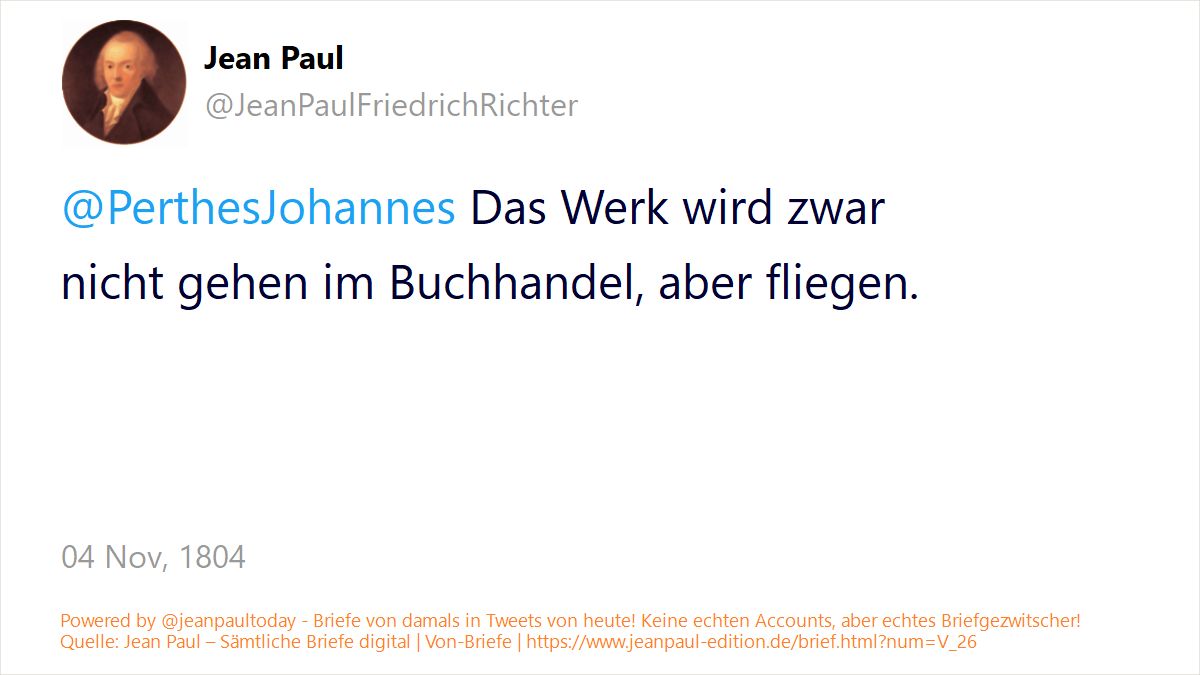 Jean Paul
@JeanPaulFriedrichRichter
@PerthesJohannes Das Werk wird zwar
nicht gehen im Buchhandel, aber fliegen.
04 Nov, 1804
Powered by @jeanpaultoday - Briefe von damals in Tweets von heute! Keine echten Accounts, aber echtes Briefgezwitscher!
Quelle: Jean Paul – Sämtliche Briefe digital | Von-Briefe | https://www.jeanpaul-edition.de/brief.html?num=V_26